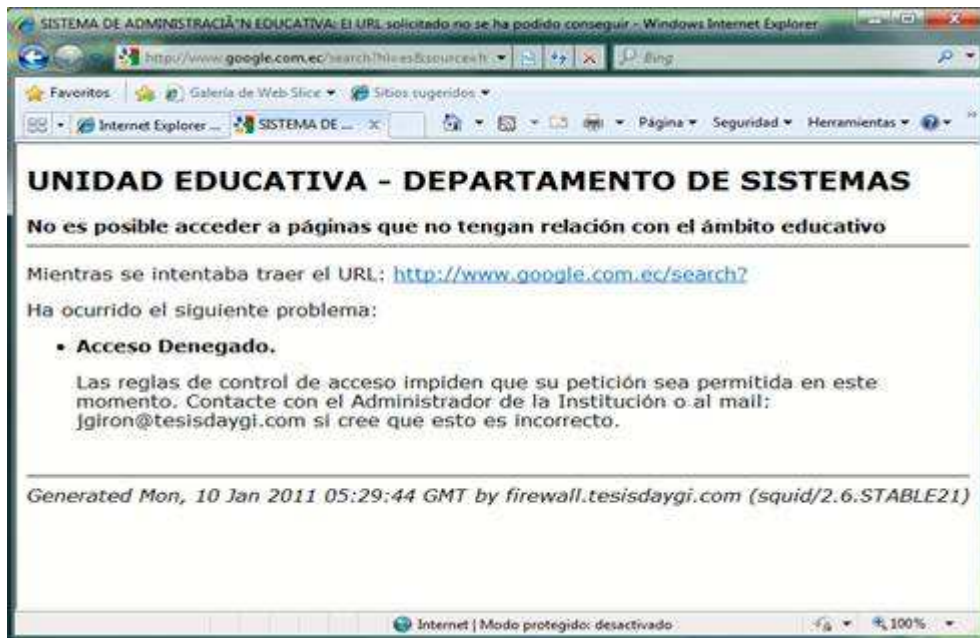 SISTEMA DE ADMINISTRACIÃ"N EDUCATIVA: El URL solicitado no se ha podido conseguir - Windows Internet Explorer
http://www.google.com.ec/search?hl=es&source=h
Bing
Favoritos Galería de Web Slice Sitios sugeridos
Internet Explorer ... SISTEMA DE ... Página Seguridad Herramientas
UNIDAD EDUCATIVA - DEPARTAMENTO DE SISTEMAS
No es posible acceder a páginas que no tengan relación con el ámbito educativo
Mientras se intentaba traer el URL: http://www.google.com.ec/search?
Ha ocurrido el siguiente problema:
• Acceso Denegado.
Las reglas de control de acceso impiden que su petición sea permitida en este
momento. Contacte con el Administrador de la Institución o al mail:
jgiron@tesisdaygi.com si cree que esto es incorrecto.
Generated Mon, 10 Jan 2011 05:29:44 GMT by firewall.tesisdaygi.com (squid/2.6.STABLE21)
Internet | Modo protegido: desactivado 100%